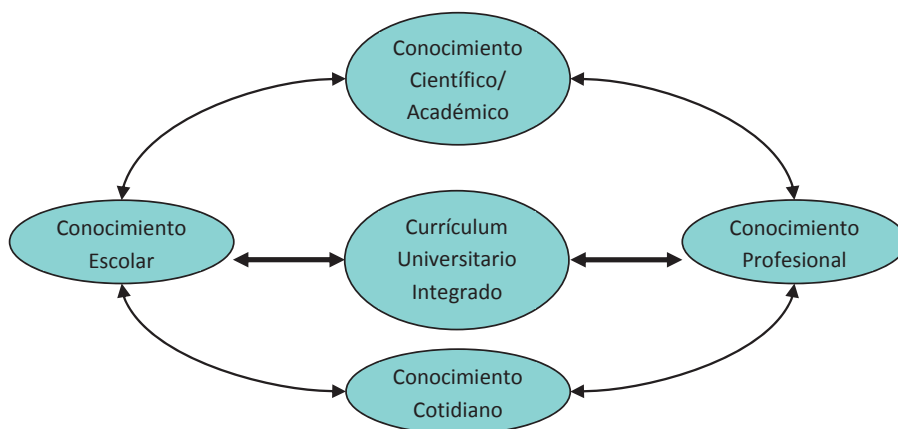 Conocimiento
Científico/
Académico
Conocimiento
Escolar
Currículum
Universitario
Integrado
Conocimiento
Profesional
Conocimiento
Cotidiano